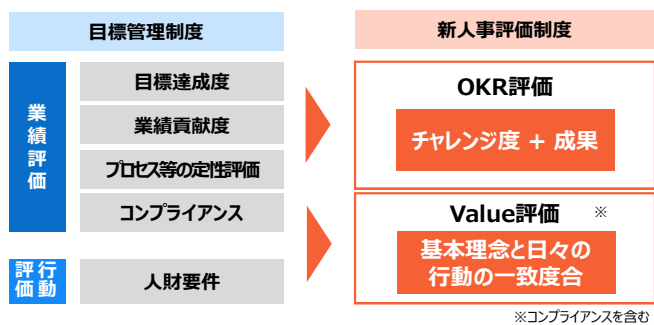 目標管理制度
新人事評価制度
業績評価
目標達成度
業績貢献度
プロセス等の定性評価
コンプライアンス
行動評価
人財要件
OKR評価
チャレンジ度 + 成果
Value評価 ※
基本理念と日々の
行動の一致度合
※コンプライアンスを含む